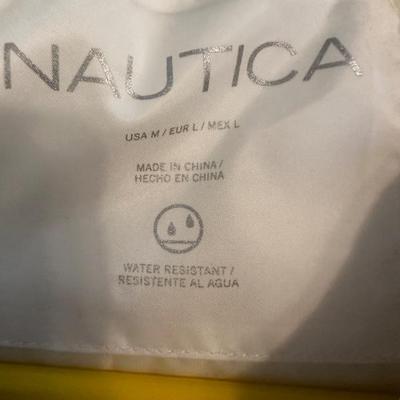 NAUTICA
USA M / EUR L / MEX L
MADE IN CHINA /
HECHO EN CHINA
WATER RESISTANT /
RESISTENTE AL AGUA